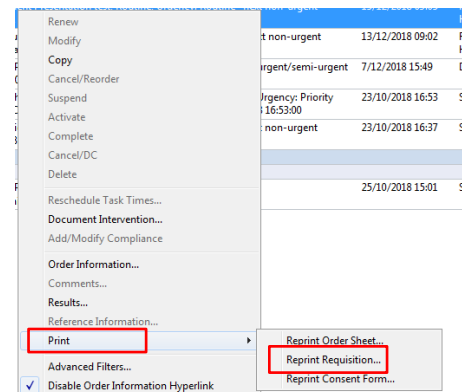 Renew
Modify
t non-urgent 13/12/2018 09:02
Copy
urgent/semi-urgent 7/12/2018 15:49
Cancel/Reorder
Suspend
Urgency: Priority 23/10/2018 16:53
16:53:00
Activate
Complete
non-urgent 23/10/2018 16:37
Cancel/DC
Delete
25/10/2018 15:01
Reschedule Task Times...
Document Intervention...
Add/Modify Compliance
Order Information...
Comments...
Results...
Reference Information...
Print
Reprint Order Sheet...
Reprint Requisition...
Reprint Consent Form...
Advanced Filters...
Disable Order Information Hyperlink